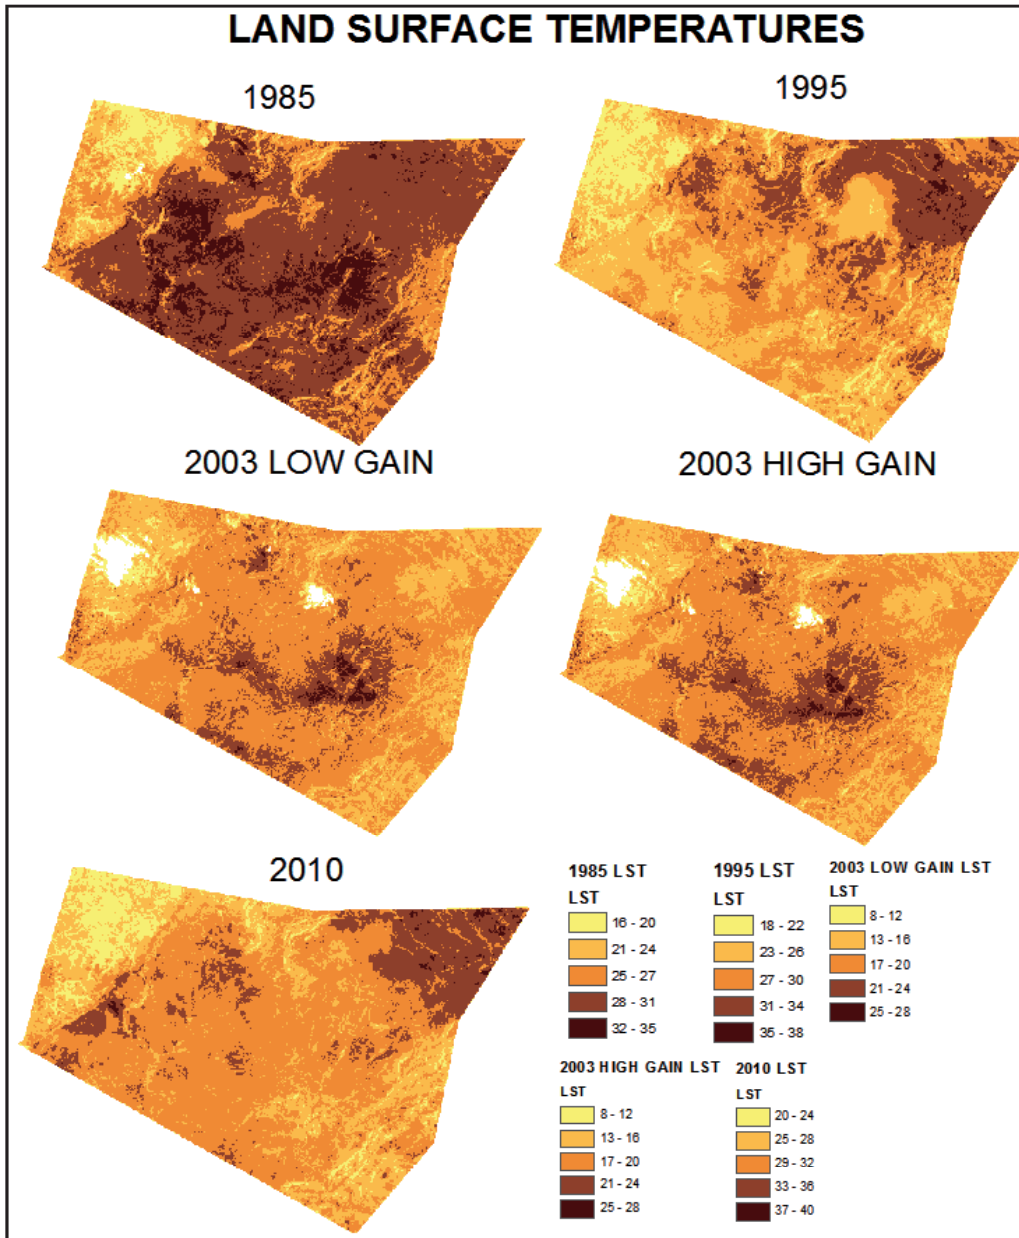 LAND SURFACE TEMPERATURES
1985
1995
2003 LOW GAIN
2003 HIGH GAIN
2010
1985 LST
LST
16 - 20
21 - 24
25 - 27
28 - 31
32 - 35
1995 LST
LST
18 - 22
23 - 26
27 - 30
31 - 34
35 - 38
2003 LOW GAIN LST
LST
8 - 12
13 - 16
17 - 20
21 - 24
25 - 28
2003 HIGH GAIN LST
LST
8 - 12
13 - 16
17 - 20
21 - 24
25 - 28
2010 LST
LST
20 - 24
25 - 28
29 - 32
33 - 36
37 - 40